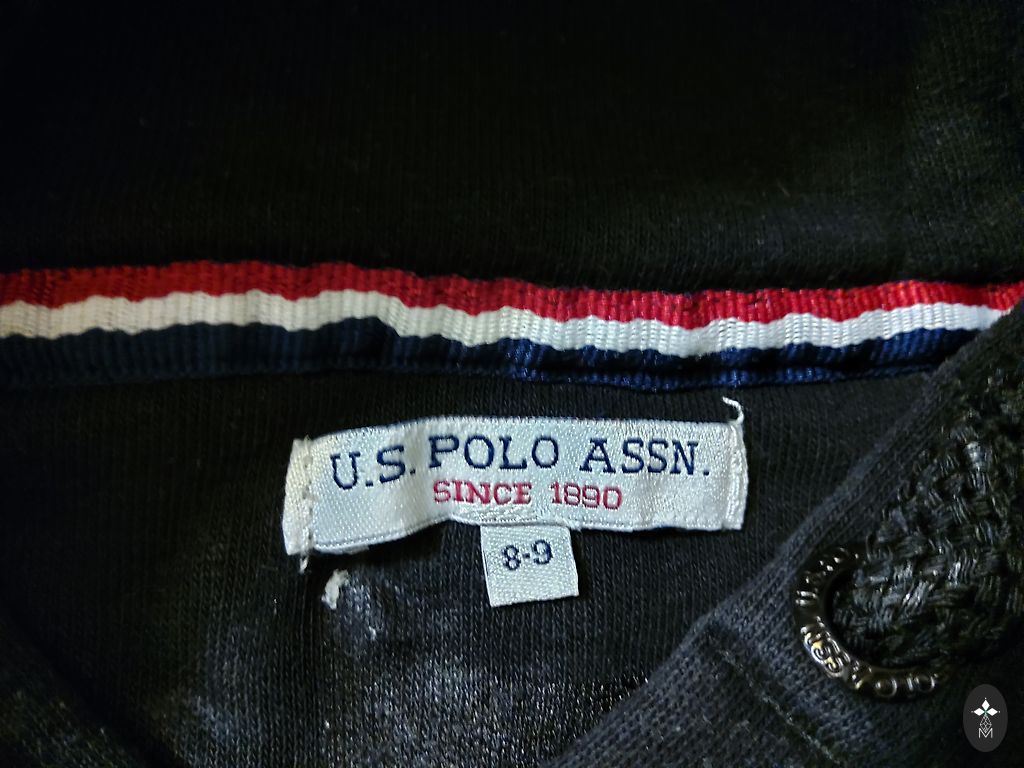 U.S. POLO ASSN.
SINCE 1890
8-9